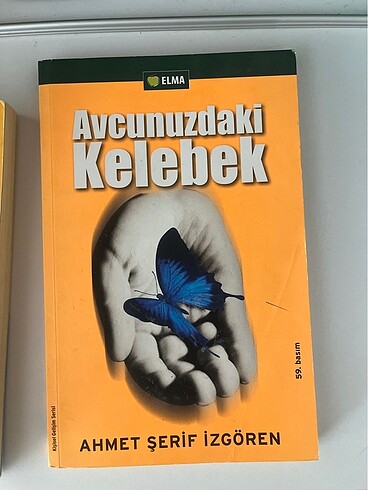 ELMA
Avcunuzdaki
Kelebek
59. basım
Kişisel Gelişim Serisi
AHMET ŞERİF İZGÖREN